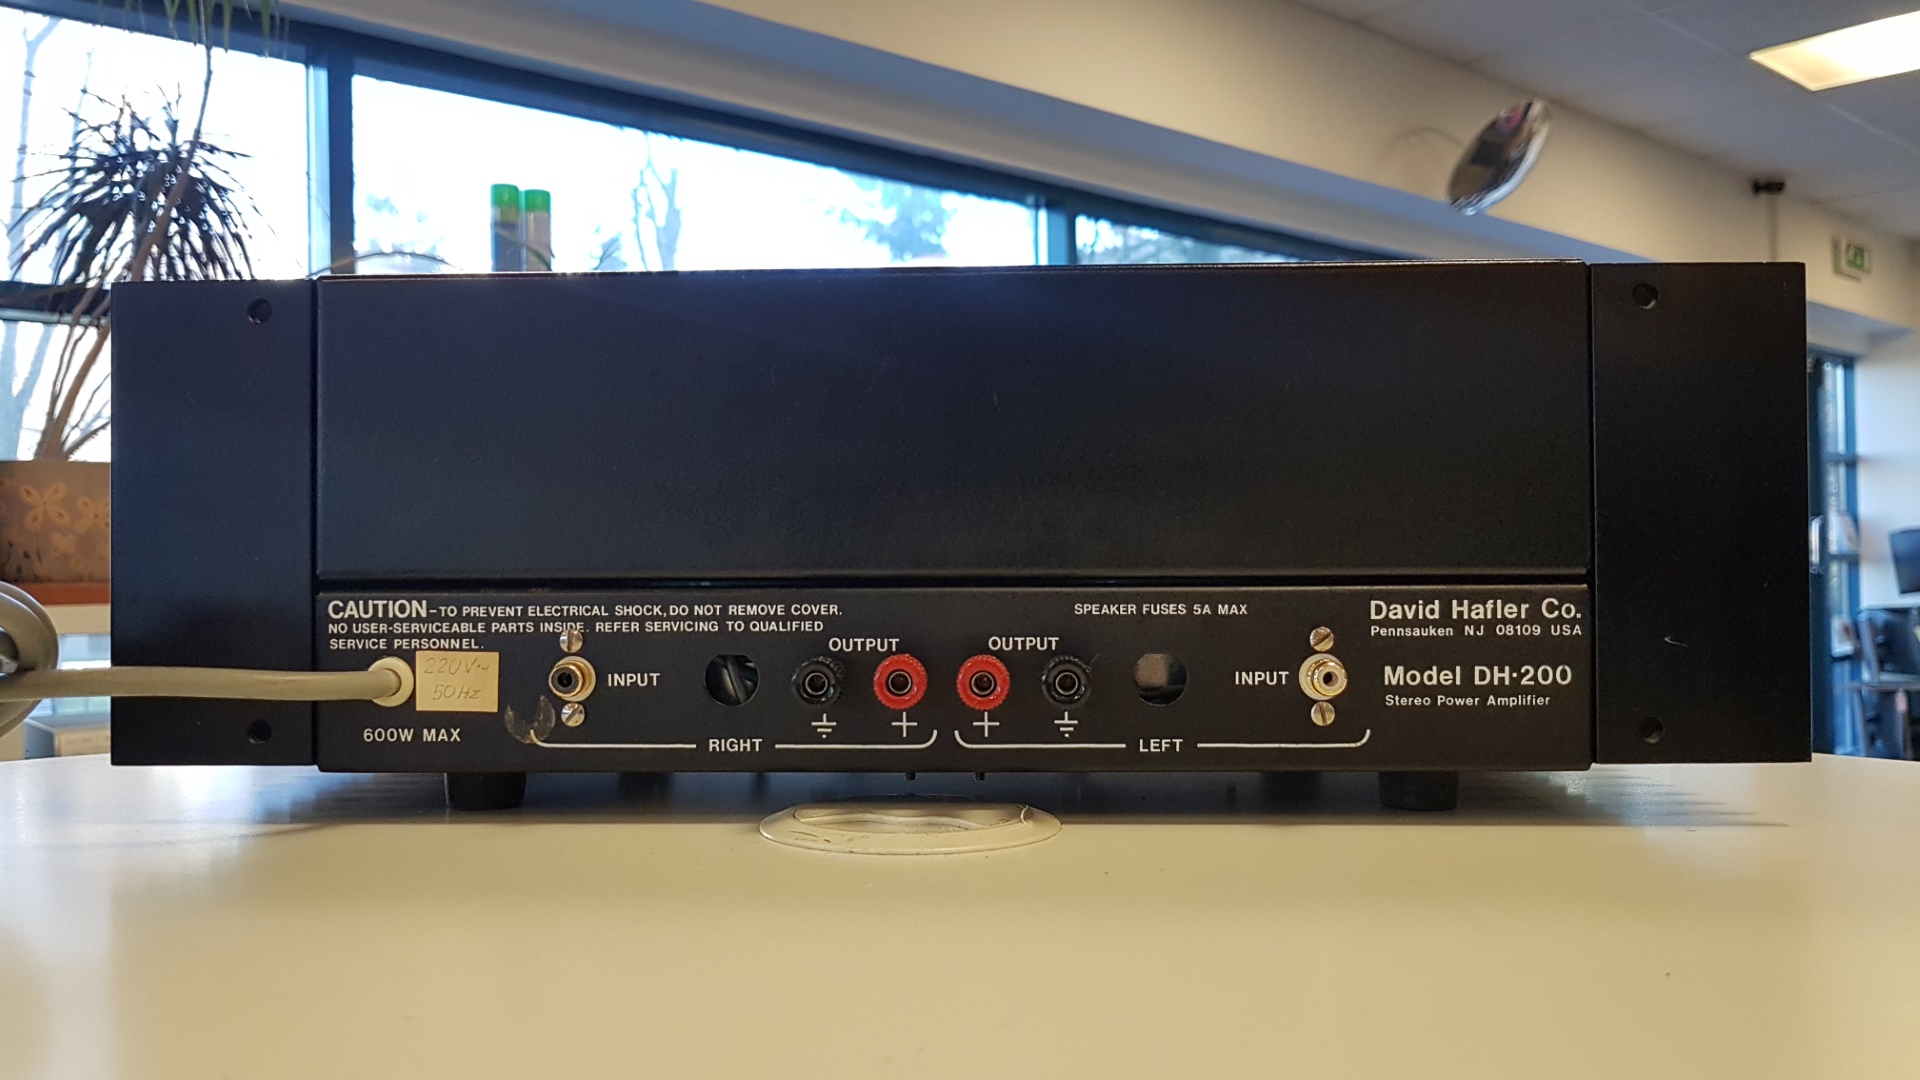 CAUTION-TO PREVENT ELECTRICAL SHOCK, DO NOT REMOVE COVER.
NO USER-SERVICEABLE PARTS INSIDE. REFER SERVICING TO QUALIFIED
SERVICE PERSONNEL.
220V~
50Hz
600W MAX
INPUT
OUTPUT
RIGHT
SPEAKER FUSES 5A MAX
OUTPUT
INPUT
LEFT
David Hafler Co.
Pennsauken NJ 08109 USA
Model DH-200
Stereo Power Amplifier